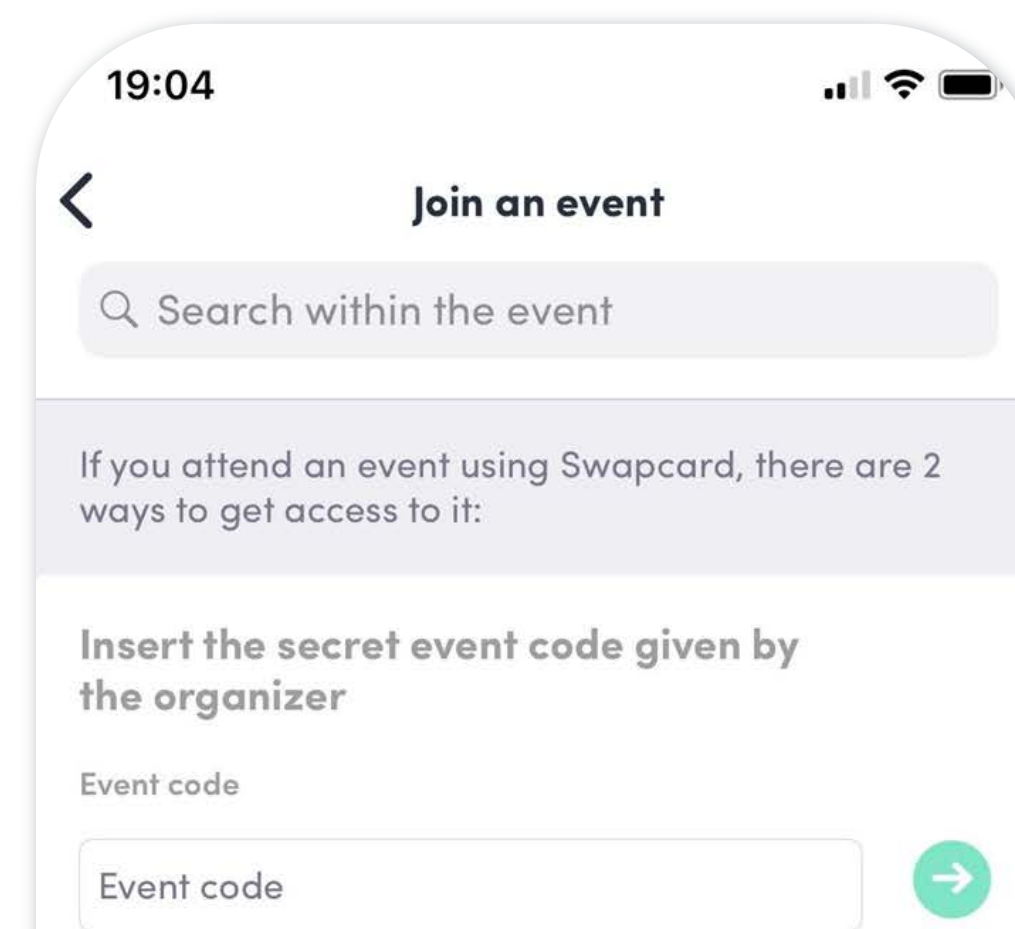 19:04
Join an event
Search within the event
If you attend an event using Swapcard, there are 2
ways to get access to it:
Insert the secret event code given by
the organizer
Event code
Event code